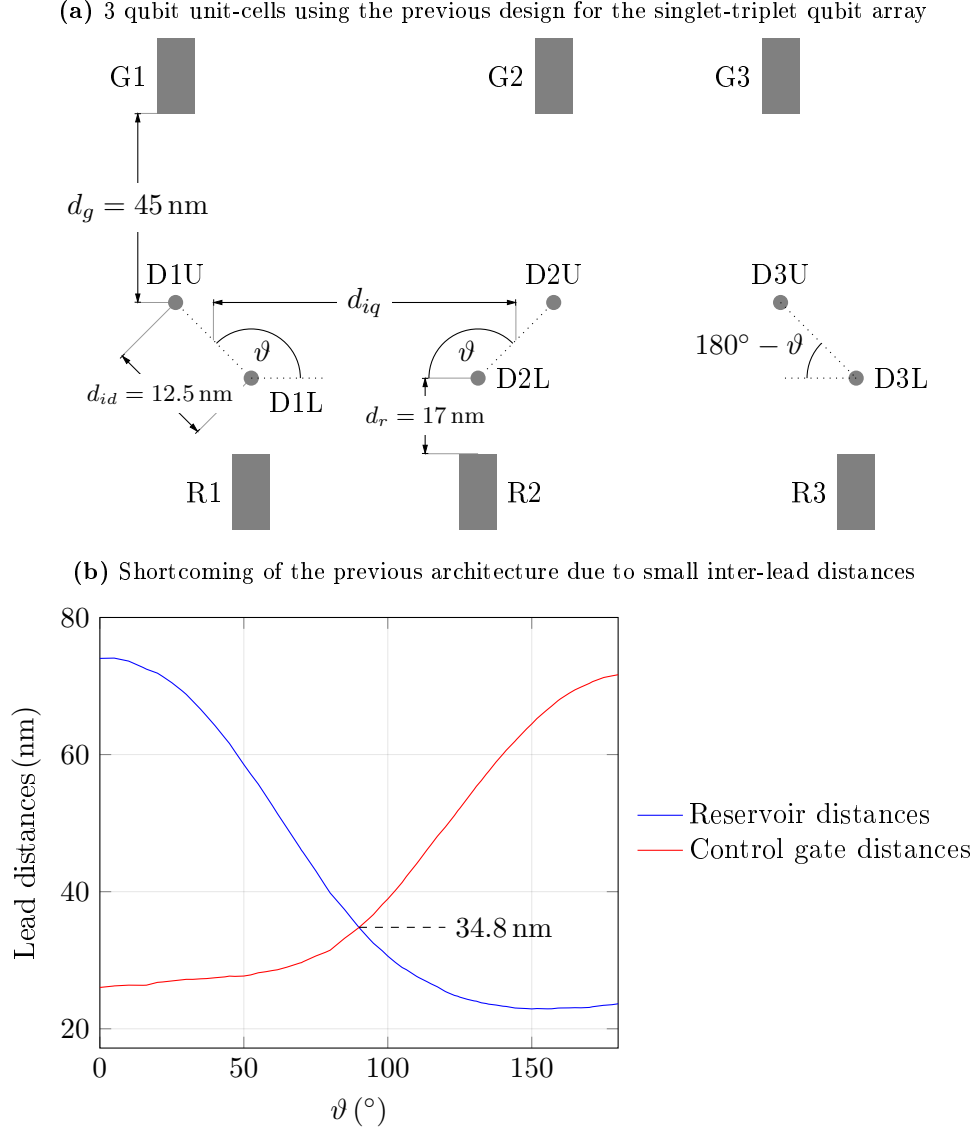 (a) 3 qubit unit-cells using the previous design for the singlet-triplet qubit array
G1
G2
G3
d_g = 45 nm
D1U
D2U
D3U
d_iq
ϑ
ϑ
180° − ϑ
d_id = 12.5 nm
D1L
D2L
D3L
d_r = 17 nm
R1
R2
R3
(b) Shortcoming of the previous architecture due to small inter-lead distances
80
60
40
20
Lead distances (nm)
34.8 nm
Reservoir distances
Control gate distances
0
50
100
150
ϑ (°)